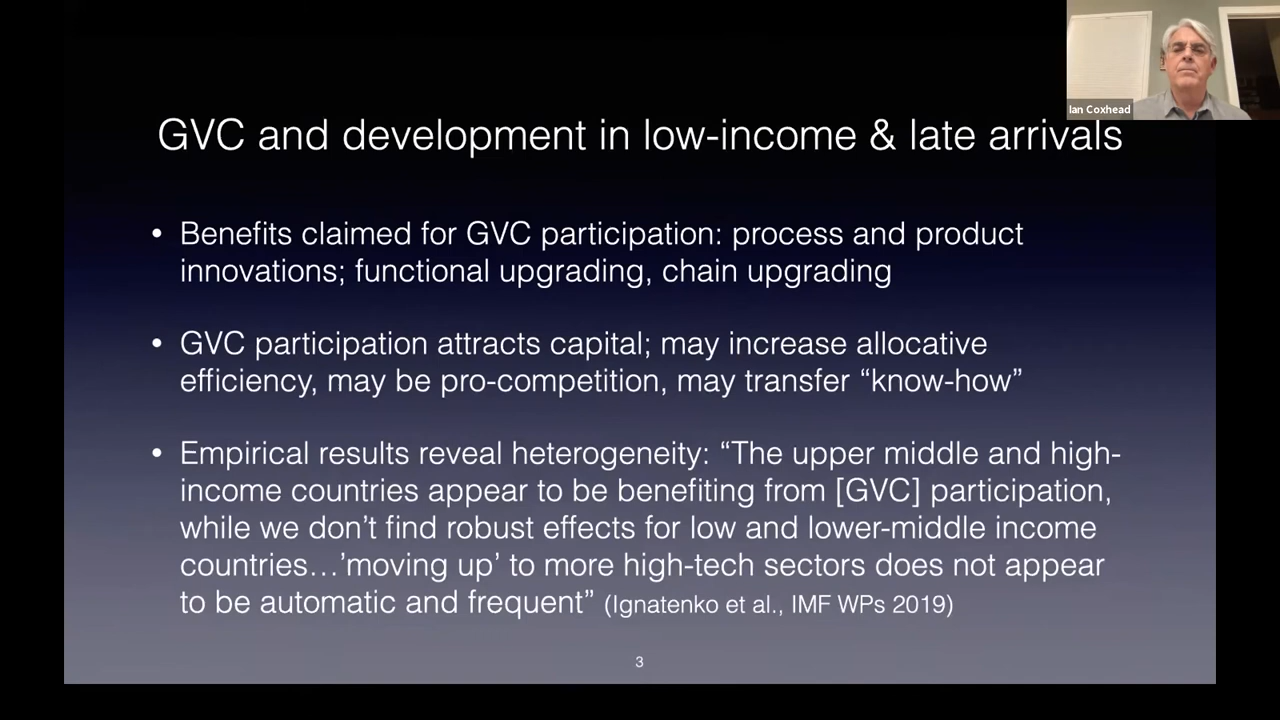 Ian Coxhead
GVC and development in low-income & late arrivals
• Benefits claimed for GVC participation: process and product
innovations; functional upgrading, chain upgrading
• GVC participation attracts capital; may increase allocative
efficiency, may be pro-competition, may transfer “know-how”
• Empirical results reveal heterogeneity: “The upper middle and high-
income countries appear to be benefiting from [GVC] participation,
while we don’t find robust effects for low and lower-middle income
countries…’moving up’ to more high-tech sectors does not appear
to be automatic and frequent” (Ignatenko et al., IMF WPs 2019)
3